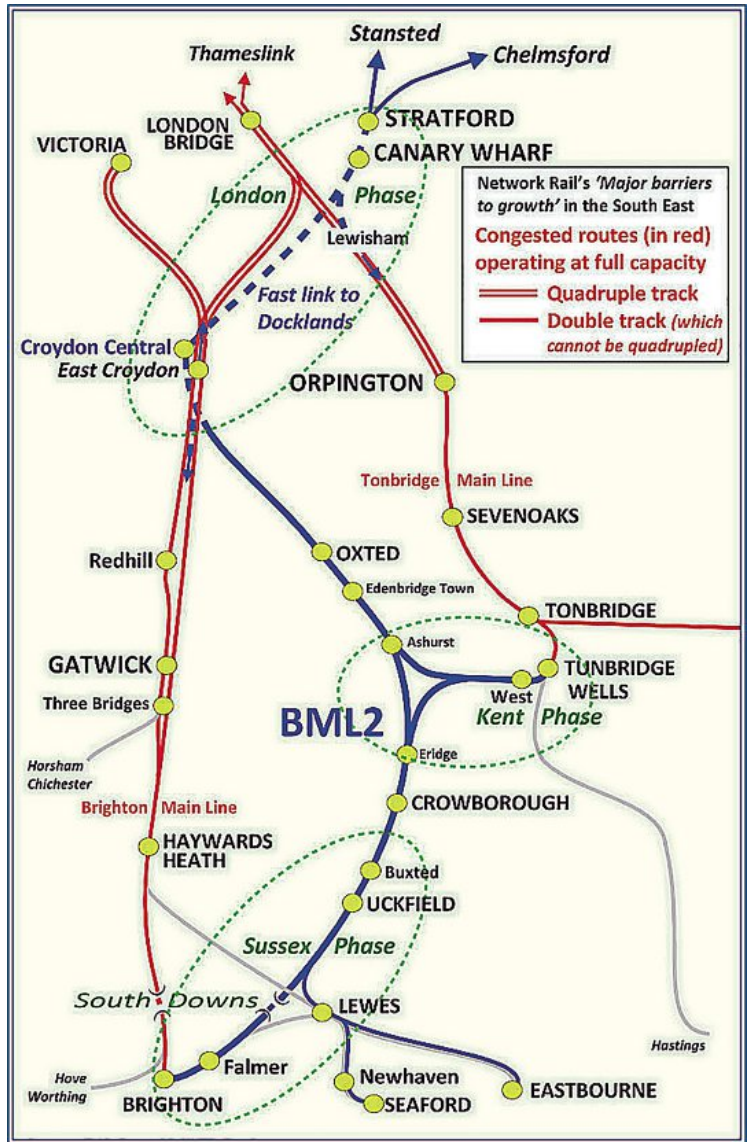 Stansted
Thameslink
Chelmsford
STRATFORD
LONDON
BRIDGE
VICTORIA
CANARY WHARF
London Phase
Network Rail's 'Major barriers
to growth' in the South East
Congested routes (in red)
operating at full capacity
Quadruple track
Double track (which
cannot be quadrupled)
Lewisham
Fast link to
Docklands
Croydon Central
East Croydon
ORPINGTON
Tonbridge Main Line
SEVENOAKS
OXTED
Redhill
Edenbridge Town
TONBRIDGE
Ashurst
GATWICK
TUNBRIDGE
WELLS
West
Three Bridges
Kent Phase
BML2
Eridge
Horsham
Chichester
Brighton Main Line
CROWBOROUGH
HAYWARDS
HEATH
Buxted
UCKFIELD
Sussex Phase
South Downs
LEWES
Hastings
Falmer
Newhaven
EASTBOURNE
Hove
Worthing
BRIGHTON
SEAFORD